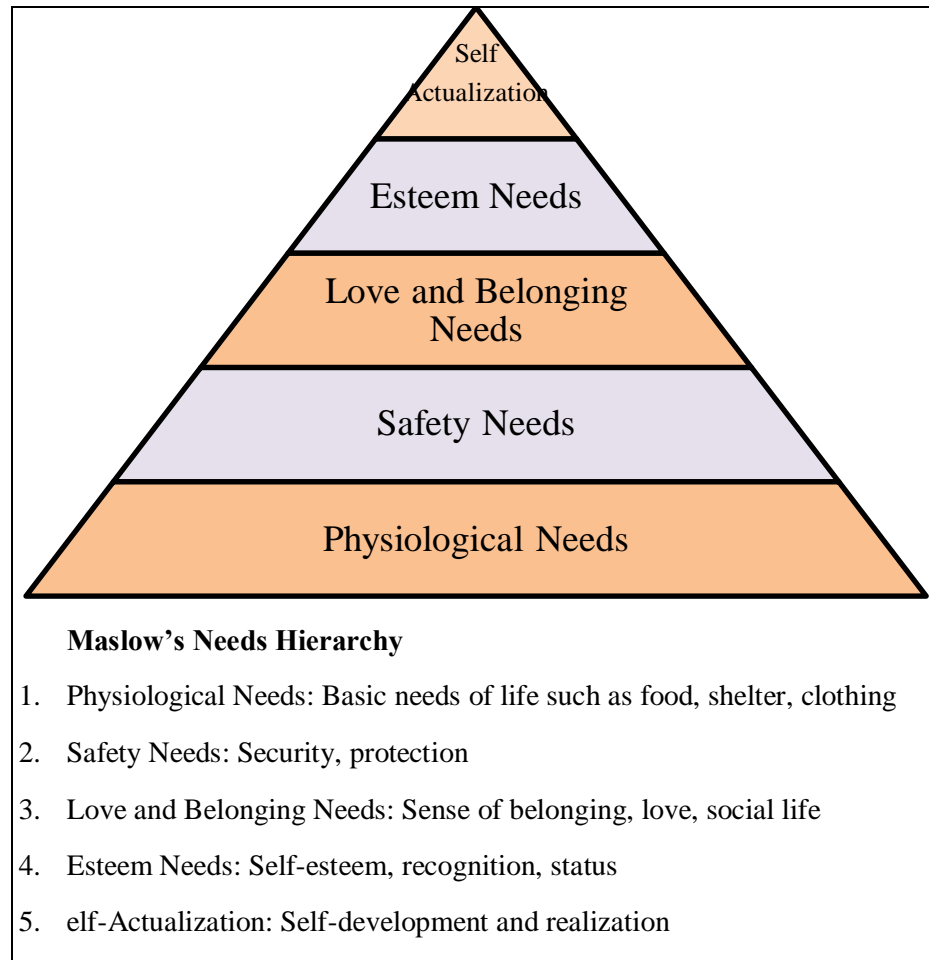 Self
Actualization
Esteem Needs
Love and Belonging
Needs
Safety Needs
Physiological Needs
Maslow’s Needs Hierarchy
1. Physiological Needs: Basic needs of life such as food, shelter, clothing
2. Safety Needs: Security, protection
3. Love and Belonging Needs: Sense of belonging, love, social life
4. Esteem Needs: Self-esteem, recognition, status
5. elf-Actualization: Self-development and realization